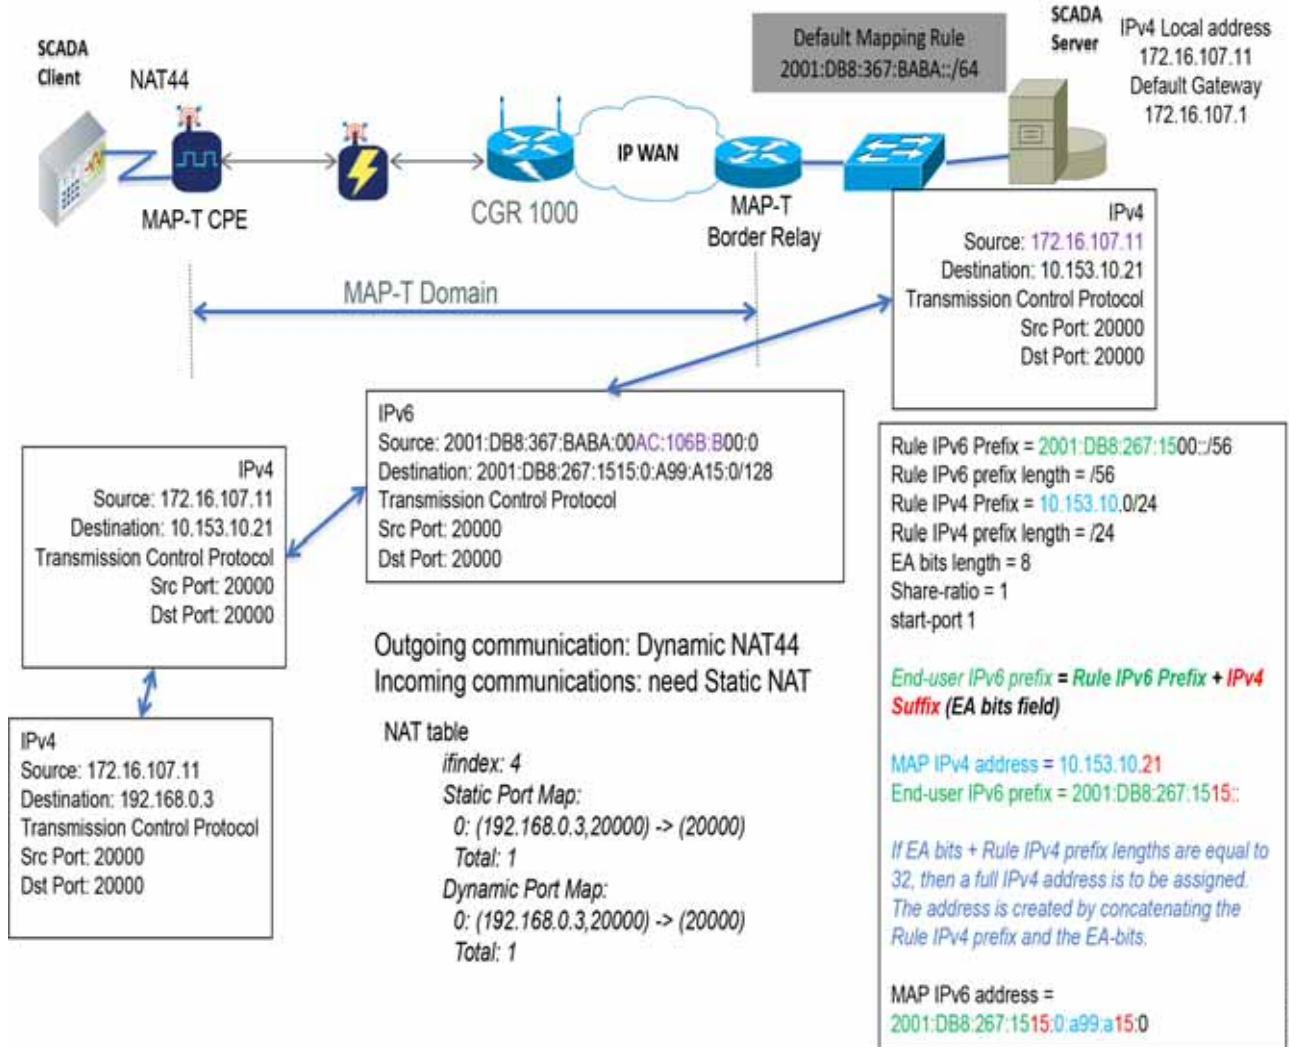 SCADA
Client
NAT44
MAP-T CPE
CGR 1000
IP WAN
MAP-T
Border Relay
Default Mapping Rule
2001:DB8:367:BABA::/64
SCADA
Server
IPv4 Local address
172.16.107.11
Default Gateway
172.16.107.1
MAP-T Domain
IPv4
Source: 172.16.107.11
Destination: 10.153.10.21
Transmission Control Protocol
Src Port: 20000
Dst Port: 20000
IPv6
Source: 2001:DB8:367:BABA:00AC:106B:B00:0
Destination: 2001:DB8:267:1515:0:A99:A15:0/128
Transmission Control Protocol
Src Port: 20000
Dst Port: 20000
IPv4
Source: 172.16.107.11
Destination: 10.153.10.21
Transmission Control Protocol
Src Port: 20000
Dst Port: 20000
IPv4
Source: 172.16.107.11
Destination: 192.168.0.3
Transmission Control Protocol
Src Port: 20000
Dst Port: 20000
Outgoing communication: Dynamic NAT44
Incoming communications: need Static NAT
NAT table
ifindex: 4
Static Port Map:
0: (192.168.0.3,20000) -> (20000)
Total: 1
Dynamic Port Map:
0: (192.168.0.3,20000) -> (20000)
Total: 1
Rule IPv6 Prefix = 2001:DB8:267:1500::/56
Rule IPv6 prefix length = /56
Rule IPv4 Prefix = 10.153.10.0/24
Rule IPv4 prefix length = /24
EA bits length = 8
Share-ratio = 1
start-port 1
End-user IPv6 prefix = Rule IPv6 Prefix + IPv4
Suffix (EA bits field)
MAP IPv4 address = 10.153.10.21
End-user IPv6 prefix = 2001:DB8:267:1515::
If EA bits + Rule IPv4 prefix lengths are equal to
32, then a full IPv4 address is to be assigned.
The address is created by concatenating the
Rule IPv4 prefix and the EA-bits.
MAP IPv6 address =
2001:DB8:267:1515:0:a99:a15:0